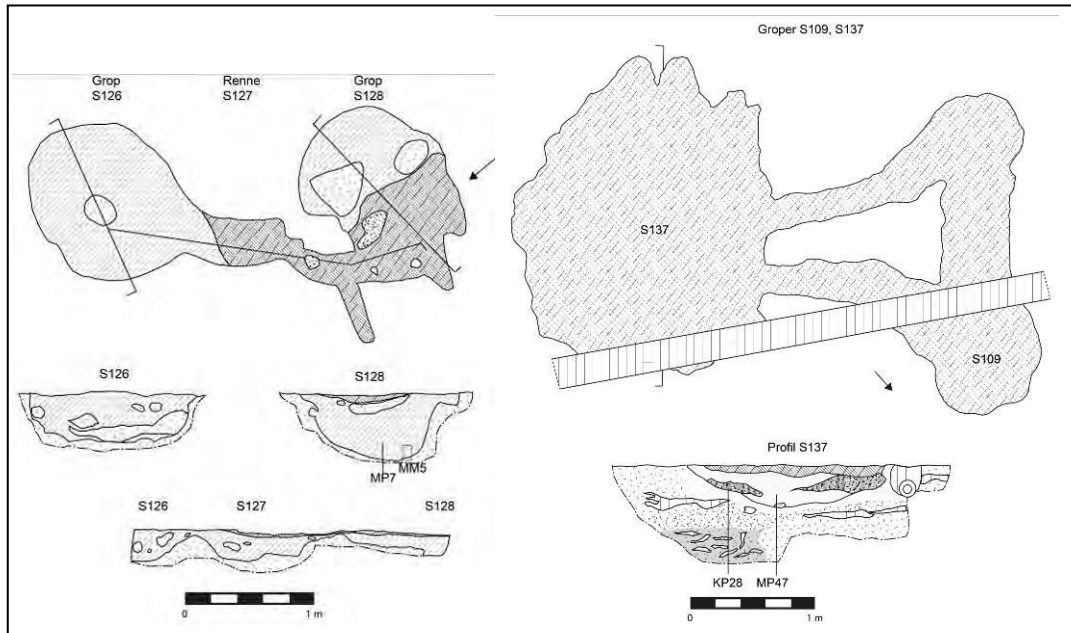 Grop
S126
Renne
S127
Grop
S128
S126
S128
MP7
MM5
S126
S127
S128
0
1 m
Groper S109, S137
S137
S109
Profil S137
KP28
MP47
0
1 m